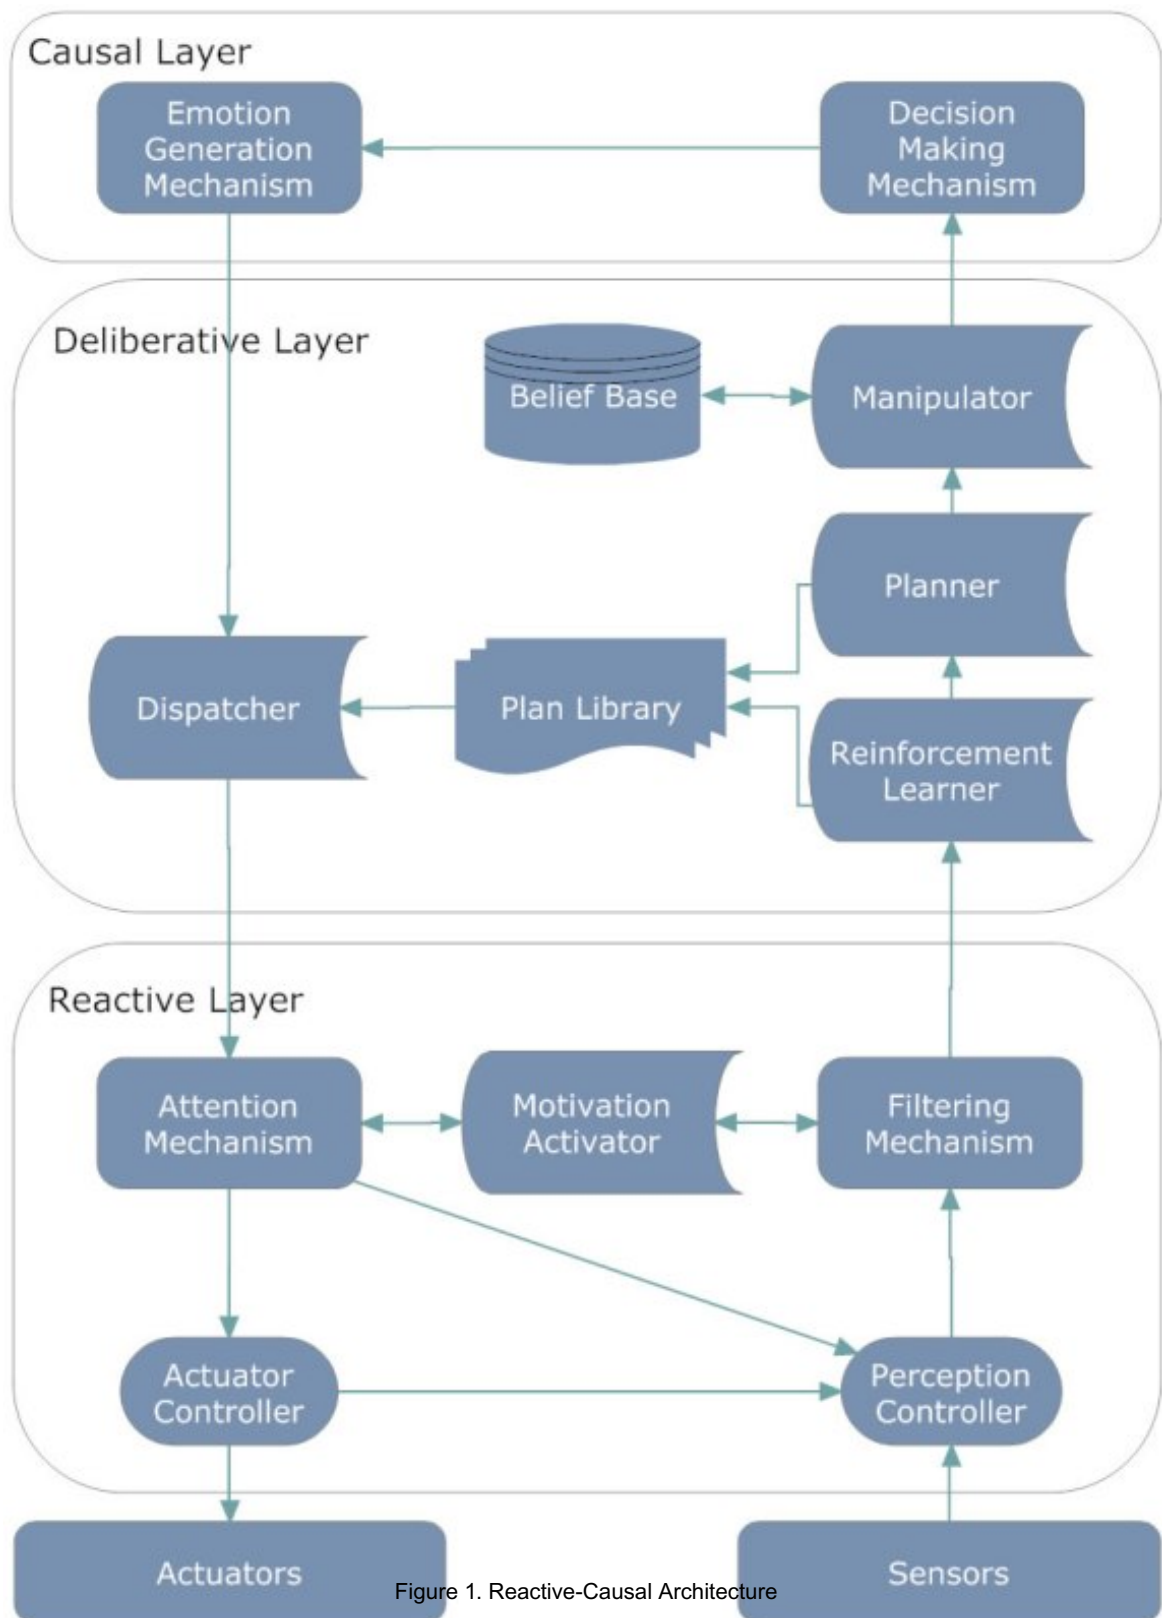 Causal Layer
Emotion
Generation
Mechanism
Decision
Making
Mechanism
Deliberative Layer
Belief Base
Manipulator
Planner
Dispatcher
Plan Library
Reinforcement
Learner
Reactive Layer
Attention
Mechanism
Motivation
Activator
Filtering
Mechanism
Actuator
Controller
Perception
Controller
Actuators
Sensors
Figure 1. Reactive-Causal Architecture